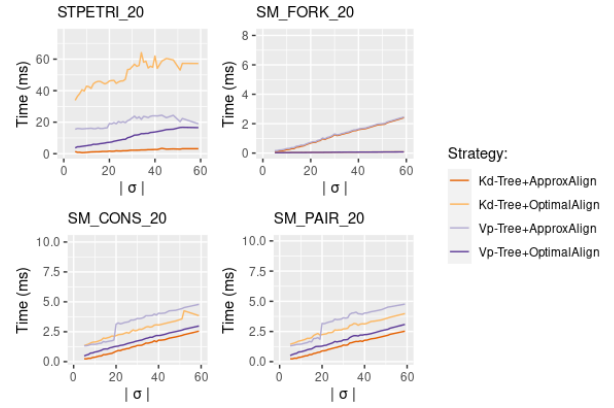 STPETRI_20
Time (ms)
60
40
20
0
0 20 40 60
| σ |
SM_FORK_20
Time (ms)
8
6
4
2
0
0 20 40 60
| σ |
SM_CONS_20
Time (ms)
10.0
7.5
5.0
2.5
0.0
0 20 40 60
| σ |
SM_PAIR_20
Time (ms)
10.0
7.5
5.0
2.5
0.0
0 20 40 60
| σ |
Strategy:
Kd-Tree+ApproxAlign
Kd-Tree+OptimalAlign
Vp-Tree+ApproxAlign
Vp-Tree+OptimalAlign